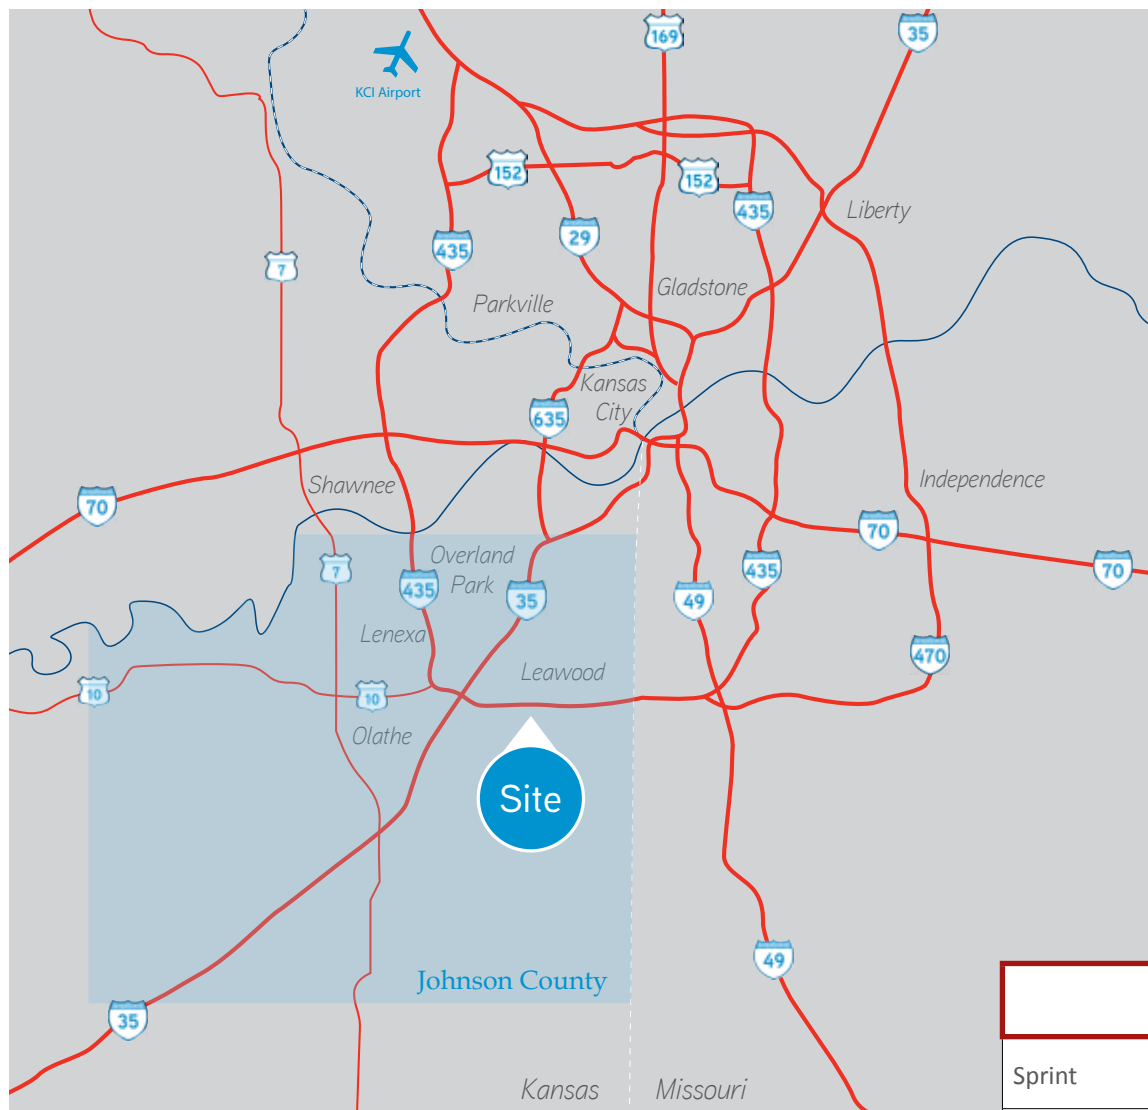 169
35
KCI Airport
152
152
435
Liberty
29
435
7
Gladstone
Parkville
Kansas
City
635
Shawnee
Independence
70
70
Overland
Park
7
435
35
435
49
70
Lenexa
470
Leawood
10
10
Olathe
Site
49
Johnson County
35
Sprint
Kansas
Missouri